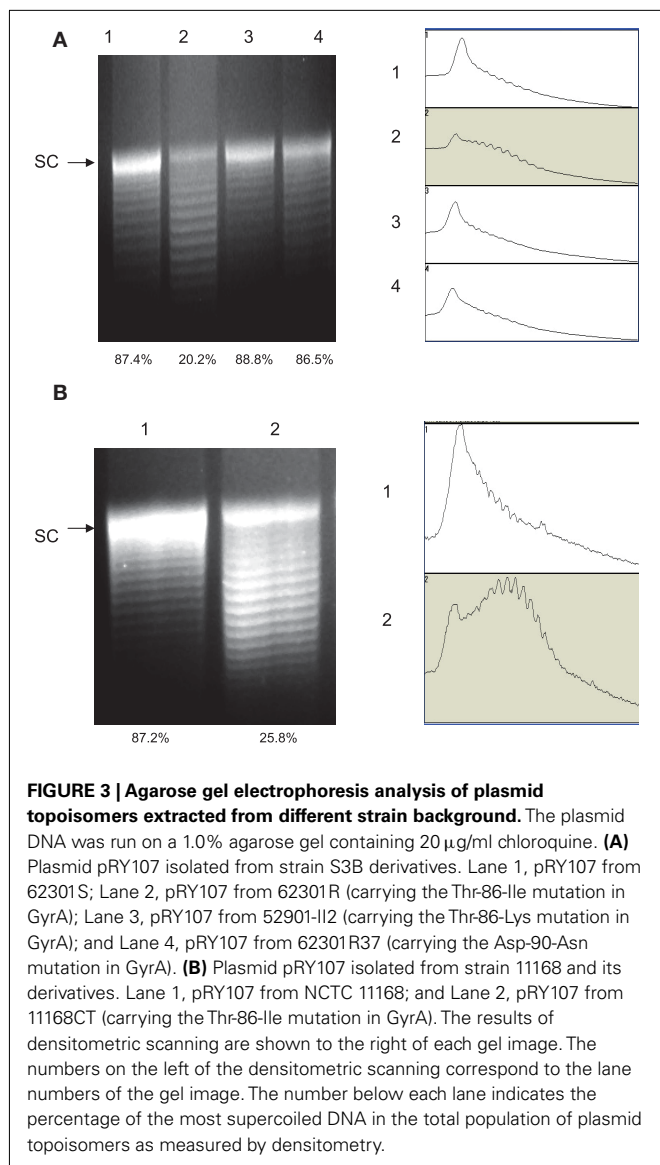 A
1 2 3 4
SC
87.4% 20.2% 88.8% 86.5%
1
1
2
2
3
3
4
4
B
1 2
SC
87.2% 25.8%
1
1
2
2
FIGURE 3 | Agarose gel electrophoresis analysis of plasmid
topoisomers extracted from different strain background. The plasmid
DNA was run on a 1.0% agarose gel containing 20 μg/ml chloroquine. (A)
Plasmid pRY107 isolated from strain S3B derivatives. Lane 1, pRY107 from
62301S; Lane 2, pRY107 from 62301R (carrying the Thr-86-Ile mutation in
GyrA); Lane 3, pRY107 from 52901-II2 (carrying the Thr-86-Lys mutation in
GyrA); and Lane 4, pRY107 from 62301R37 (carrying the Asp-90-Asn
mutation in GyrA). (B) Plasmid pRY107 isolated from strain 11168 and its
derivatives. Lane 1, pRY107 from NCTC 11168; and Lane 2, pRY107 from
11168CT (carrying the Thr-86-Ile mutation in GyrA). The results of
densitometric scanning are shown to the right of each gel image. The
numbers on the left of the densitometric scanning correspond to the lane
numbers of the gel image. The number below each lane indicates the
percentage of the most supercoiled DNA in the total population of plasmid
topoisomers as measured by densitometry.